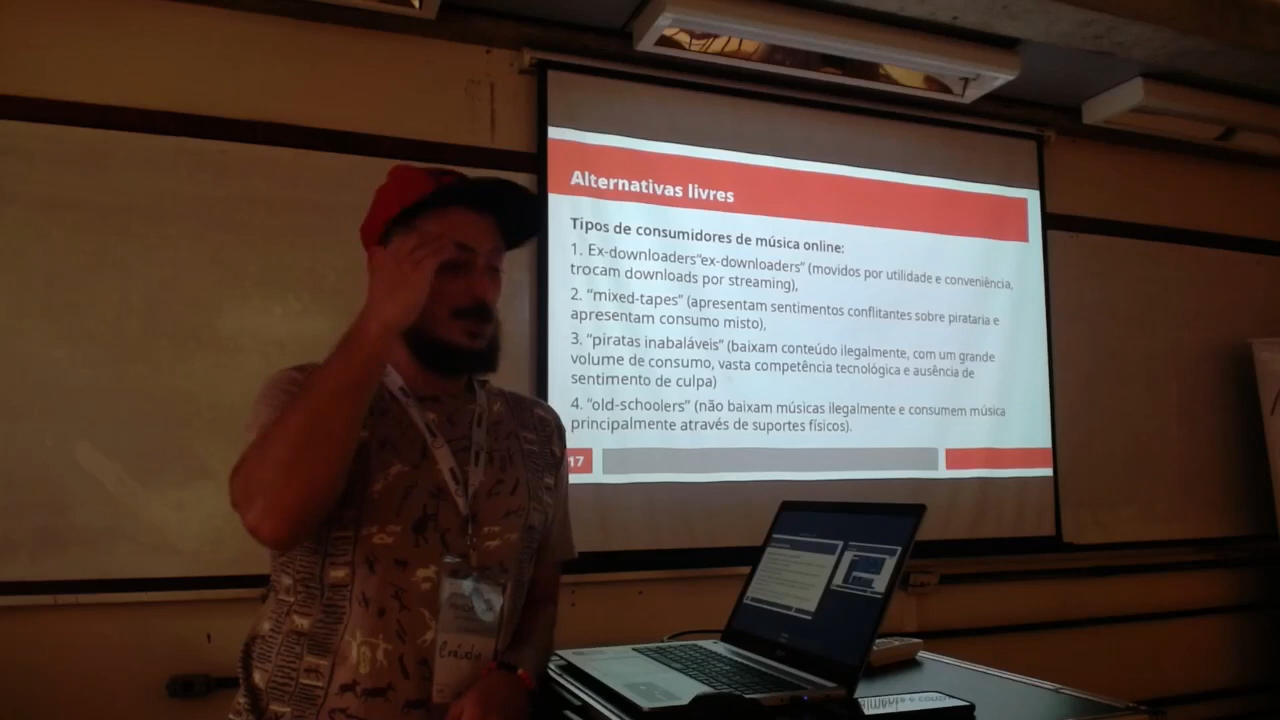 Alternativas livres
Tipos de consumidores de música online:
1. Ex-downloaders“ex-downloaders” (movidos por utilidade e conveniência,
trocam downloads por streaming),
2. “mixed-tapes” (apresentam sentimentos conflitantes sobre pirataria e
apresentam consumo misto),
3. “piratas inabaláveis” (baixam conteúdo ilegalmente, com um grande
volume de consumo, vasta competência tecnológica e ausência de
sentimento de culpa)
4. “old-schoolers” (não baixam músicas ilegalmente e consumem música
principalmente através de suportes físicos).
17